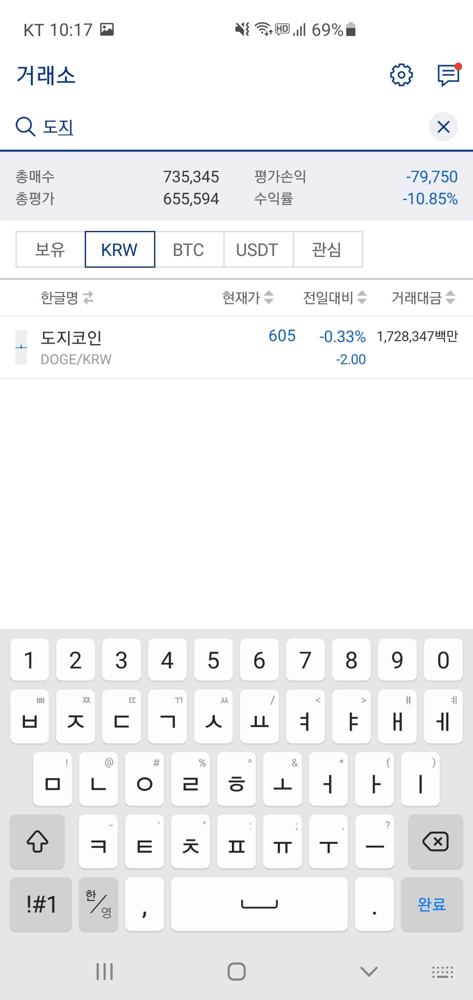 KT 10:17 HD 69%
거래소
도지
총매수 735,345 평가손익 -79,750
총평가 655,594 수익률 -10.85%
보유 KRW BTC USDT 관심
한글명 현재가 전일대비 거래대금
도지코인 605 -0.33% 1,728,347백만
DOGE/KRW -2.00
1 2 3 4 5 6 7 8 9 0
ㅃ ㅉ ㄸ ㄲ ㅆ / < > ㅒ ㅖ
ㅂ ㅈ ㄷ ㄱ ㅅ ㅛ ㅕ ㅑ ㅐ ㅔ
! @ # % ^ & * ( )
ㅁ ㄴ ㅇ ㄹ ㅎ ㅗ ㅓ ㅏ ㅣ
- ' " : ; , ?
ㅋ ㅌ ㅊ ㅍ ㅠ ㅜ ㅡ
!#1 한/영 , . 완료